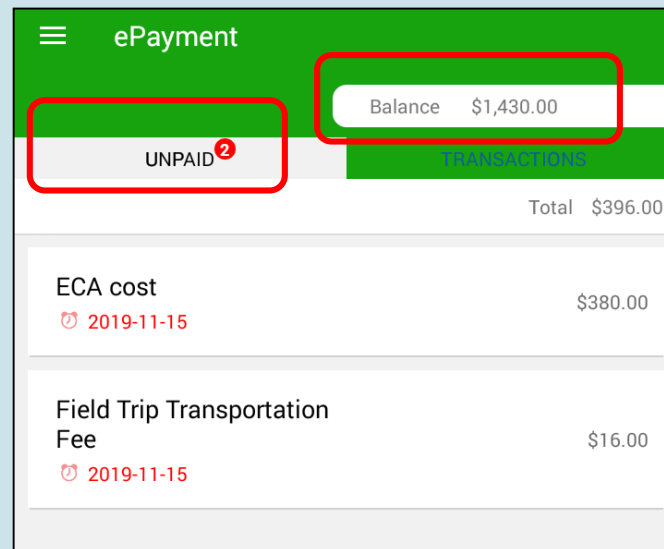 ePayment
Balance $1,430.00
UNPAID 2
TRANSACTIONS
Total $396.00
ECA cost
$380.00
2019-11-15
Field Trip Transportation
Fee
$16.00
2019-11-15